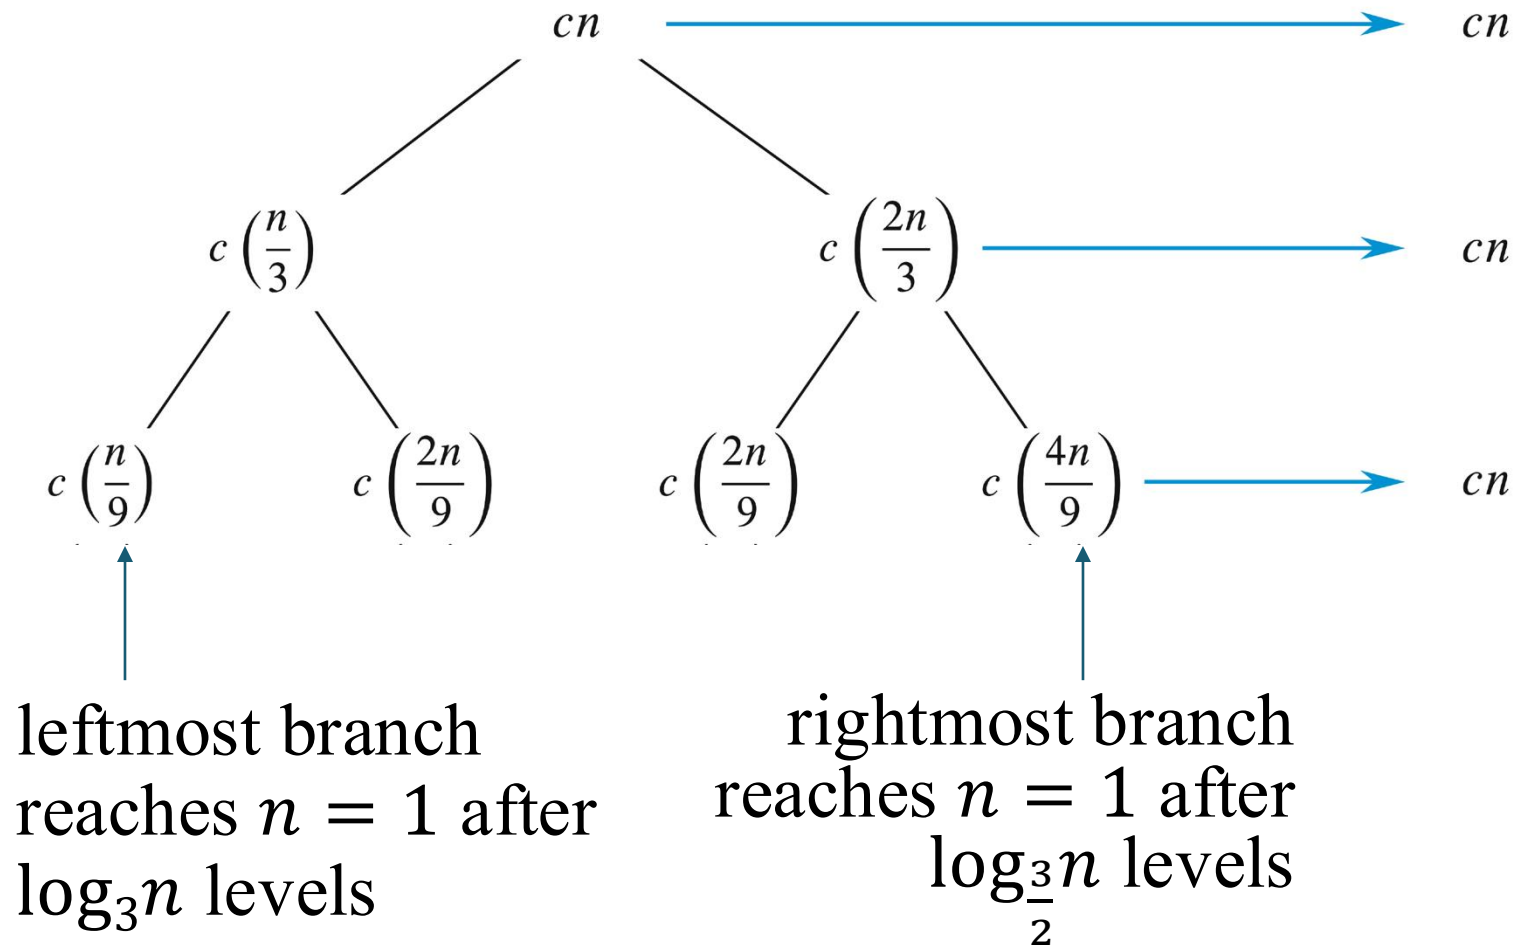 cn cn
c(n/3) c(2n/3) cn
c(n/9) c(2n/9) c(2n/9) c(4n/9) cn
leftmost branch
reaches n = 1 after
log₃n levels
rightmost branch
reaches n = 1 after
log_{3/2}n levels